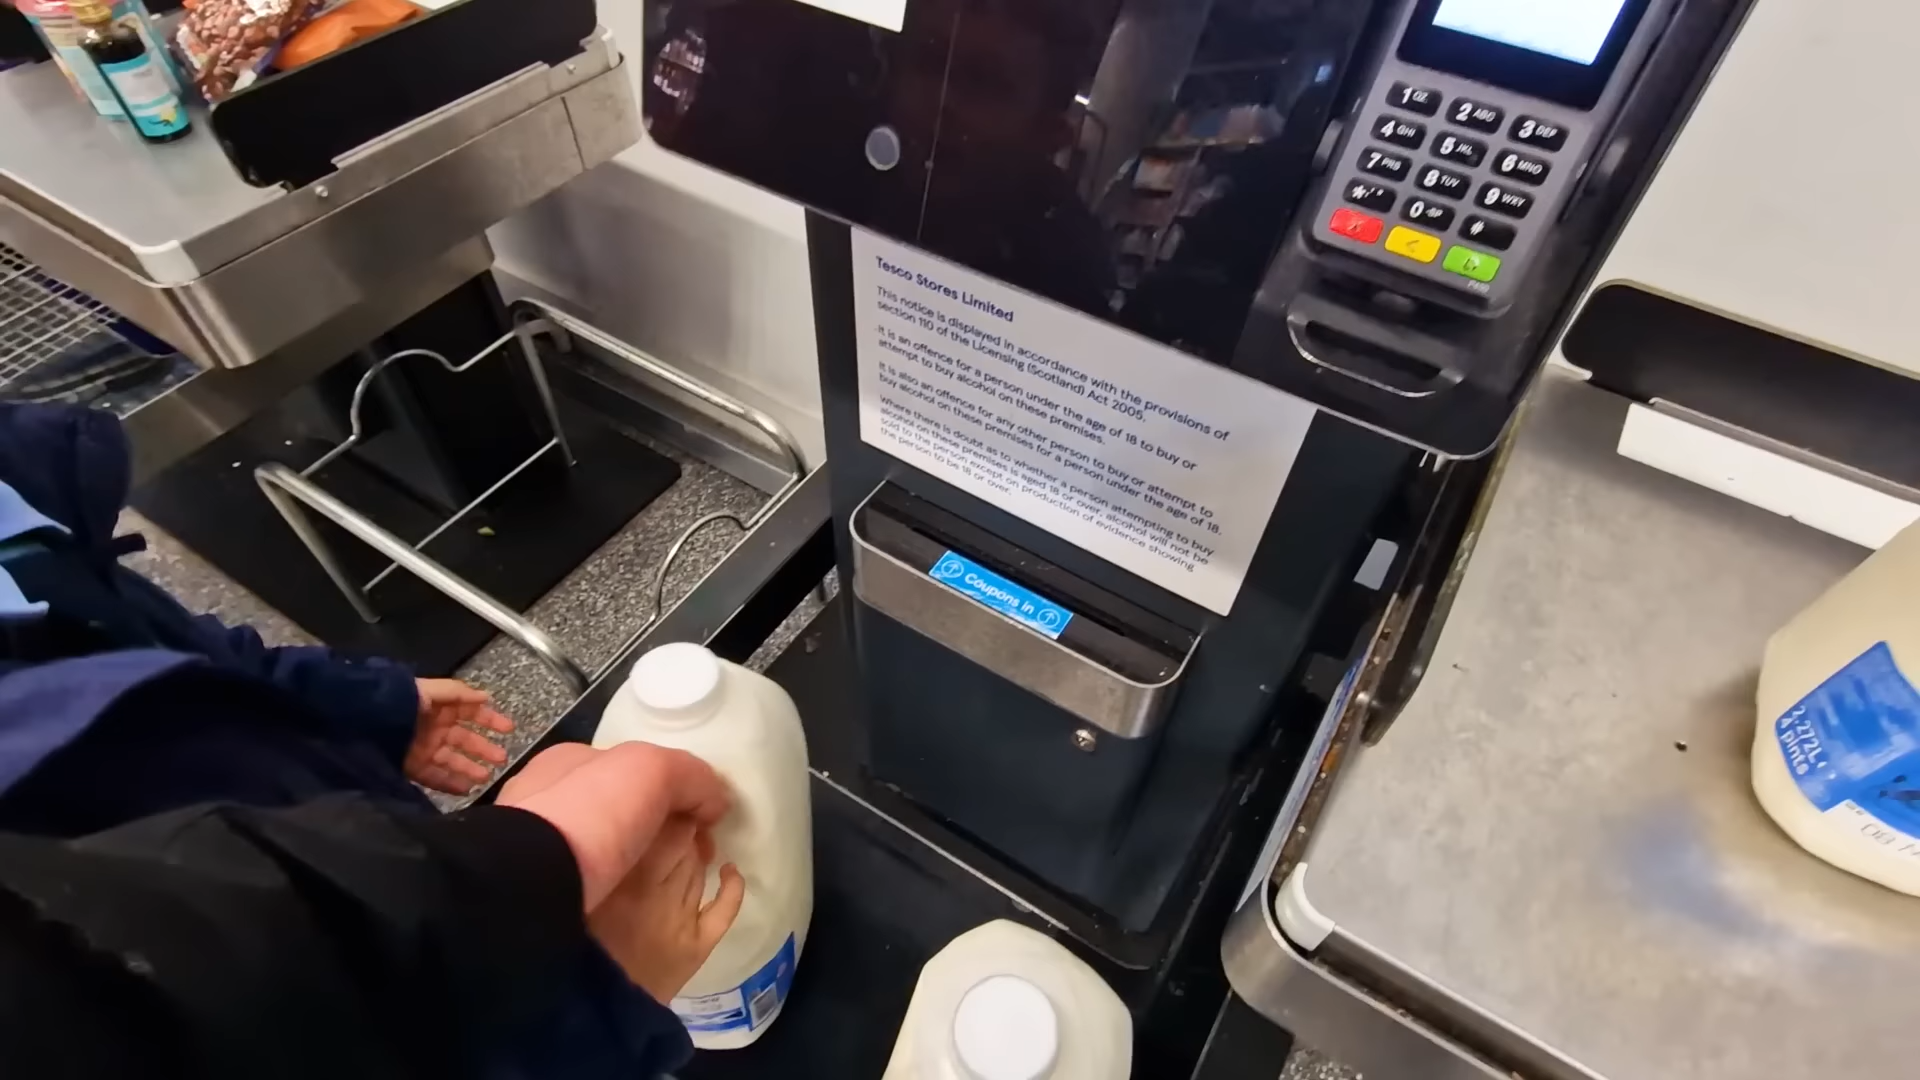 1 QZ. 2 ABC 3 DEF
4 GHI 5 JKL 6 MNO
7 PRS 8 TUV 9 WXY
0 -SP #
Tesco Stores Limited
This notice is displayed in accordance with the provisions of
section 110 of the Licensing (Scotland) Act 2005.
It is an offence for a person under the age of 18 to buy or
attempt to buy alcohol on these premises.
It is also an offence for any other person to buy or attempt to
buy alcohol on these premises for a person under the age of 18.
Where there is doubt as to whether a person attempting to buy
alcohol on these premises is aged 18 or over, alcohol will not be
sold to the person except on production of evidence showing
the person to be 18 or over.
Coupons in
2.272L
4 pints